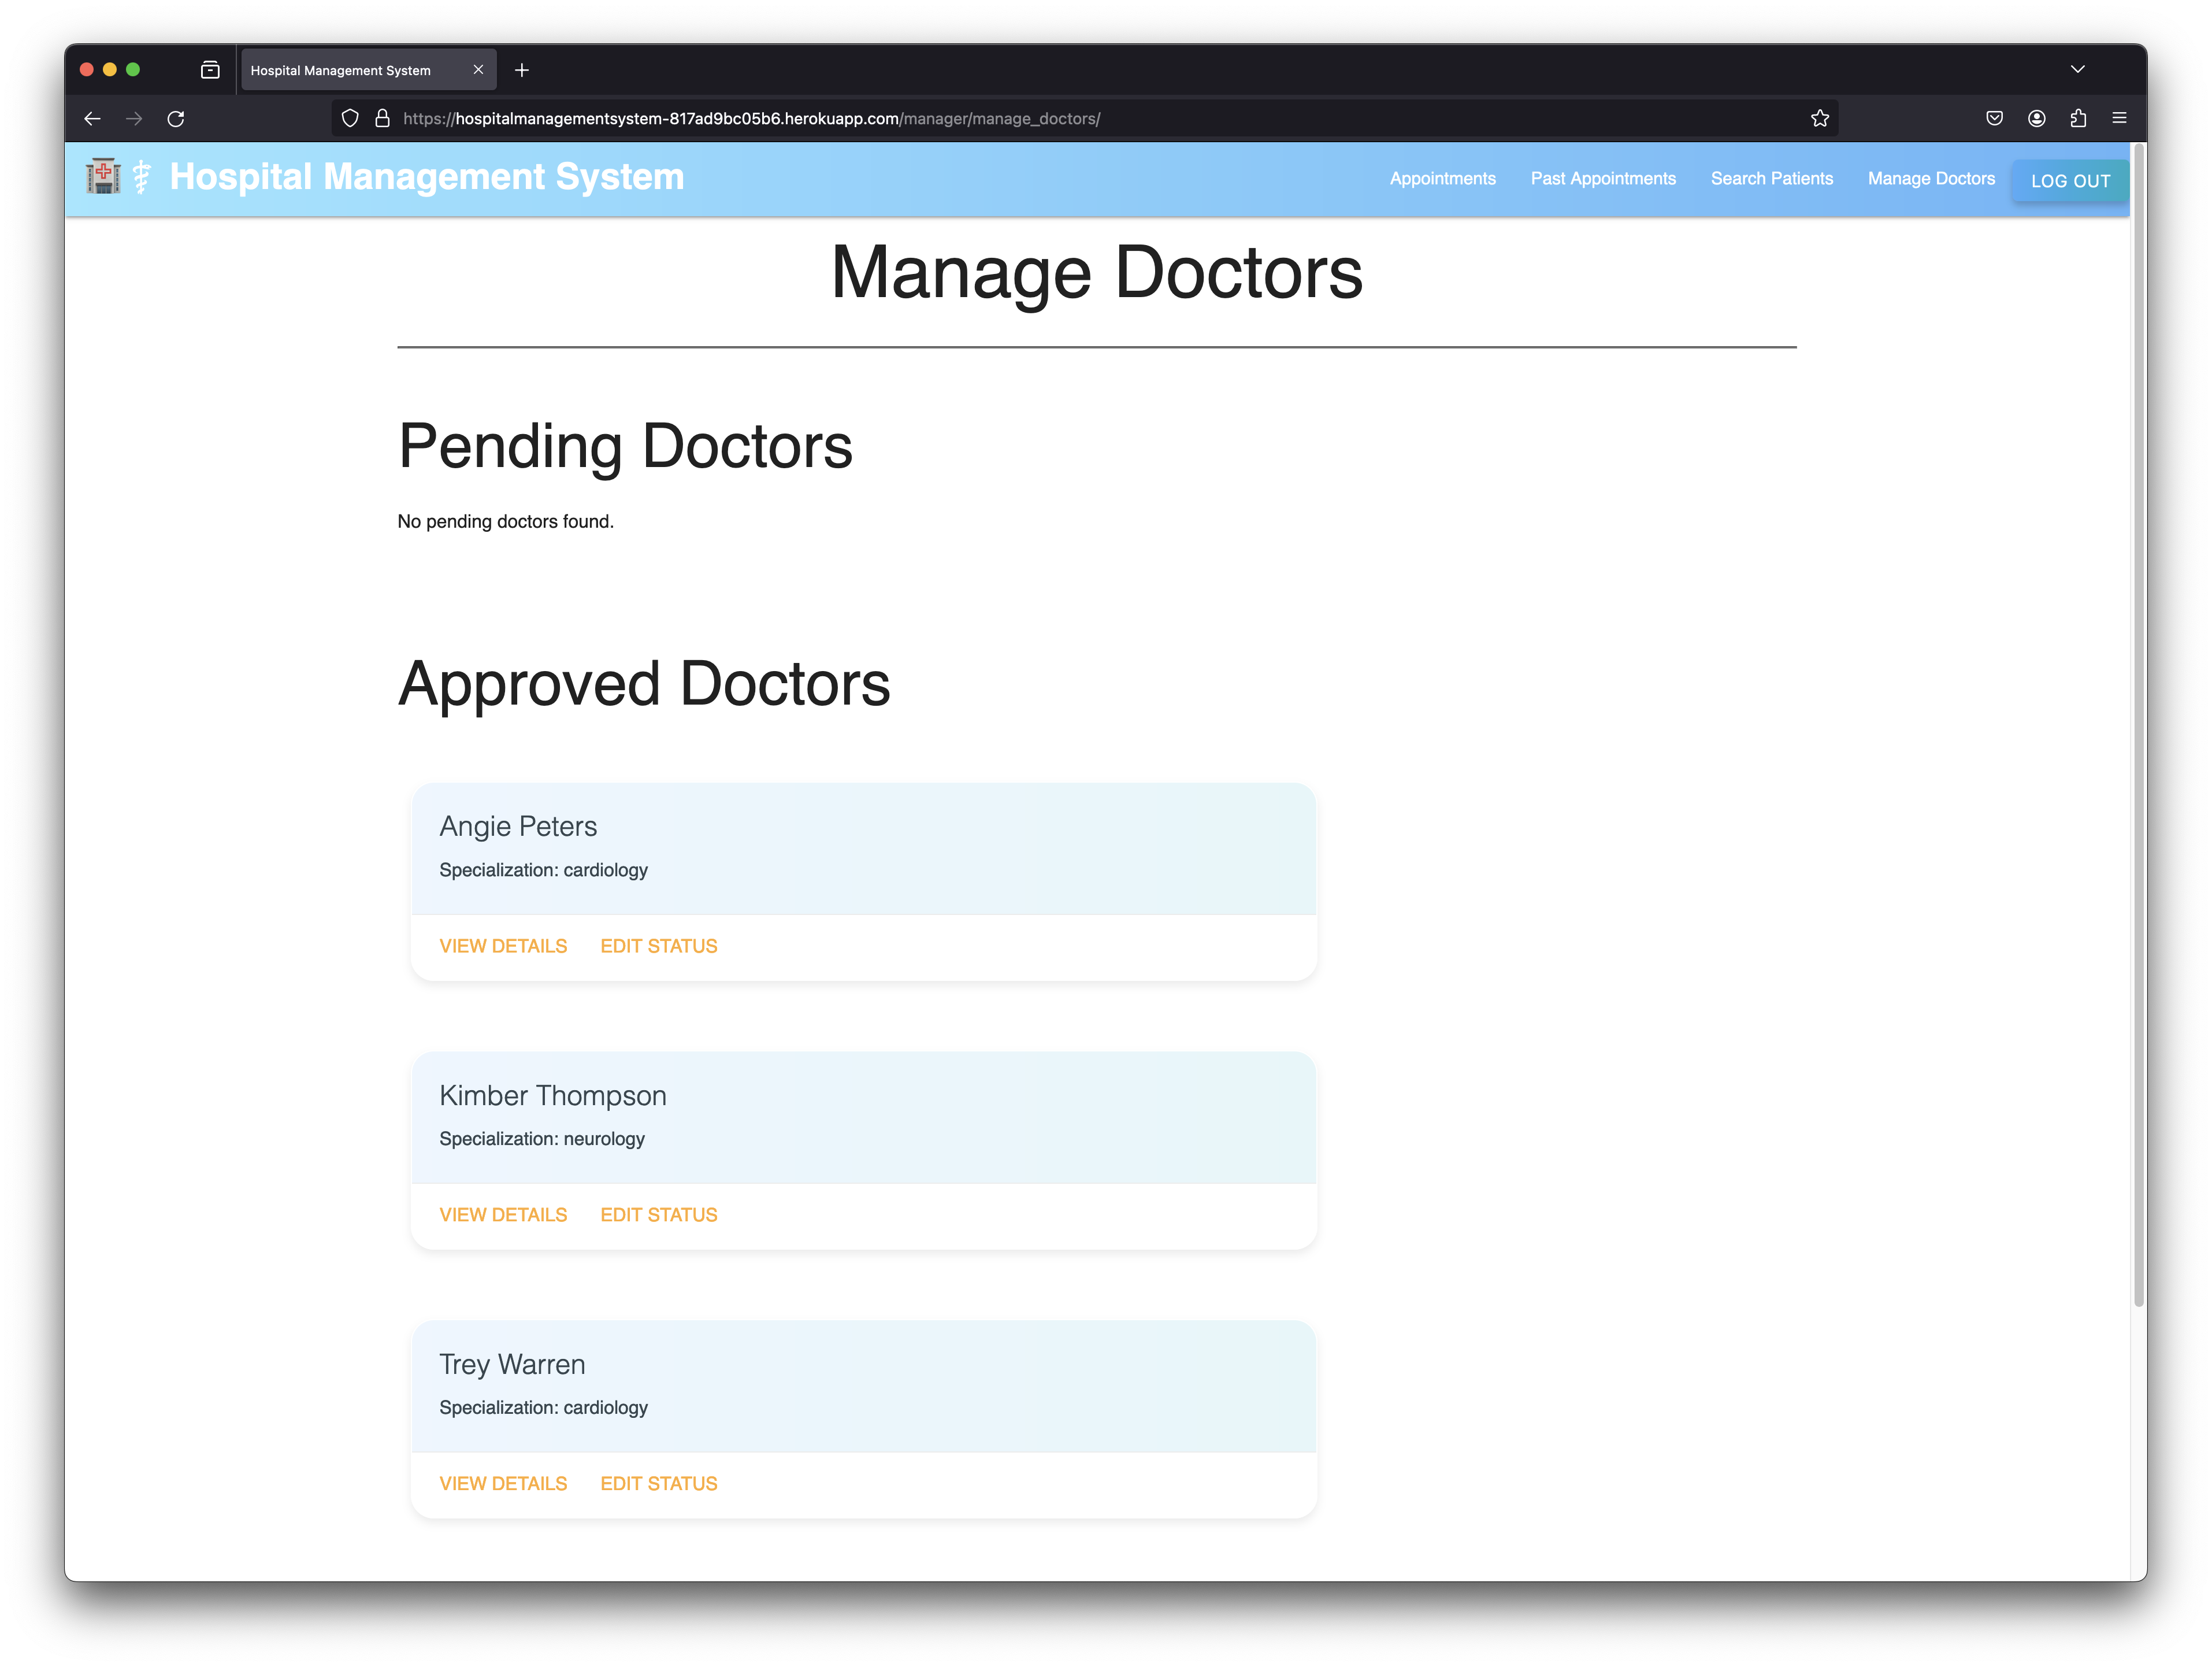 Hospital Management System
https://hospitalmanagementsystem-817ad9bc05b6.herokuapp.com/manager/manage_doctors/
Hospital Management System
Appointments Past Appointments Search Patients Manage Doctors LOG OUT
Manage Doctors
Pending Doctors
No pending doctors found.
Approved Doctors
Angie Peters
Specialization: cardiology
VIEW DETAILS EDIT STATUS
Kimber Thompson
Specialization: neurology
VIEW DETAILS EDIT STATUS
Trey Warren
Specialization: cardiology
VIEW DETAILS EDIT STATUS